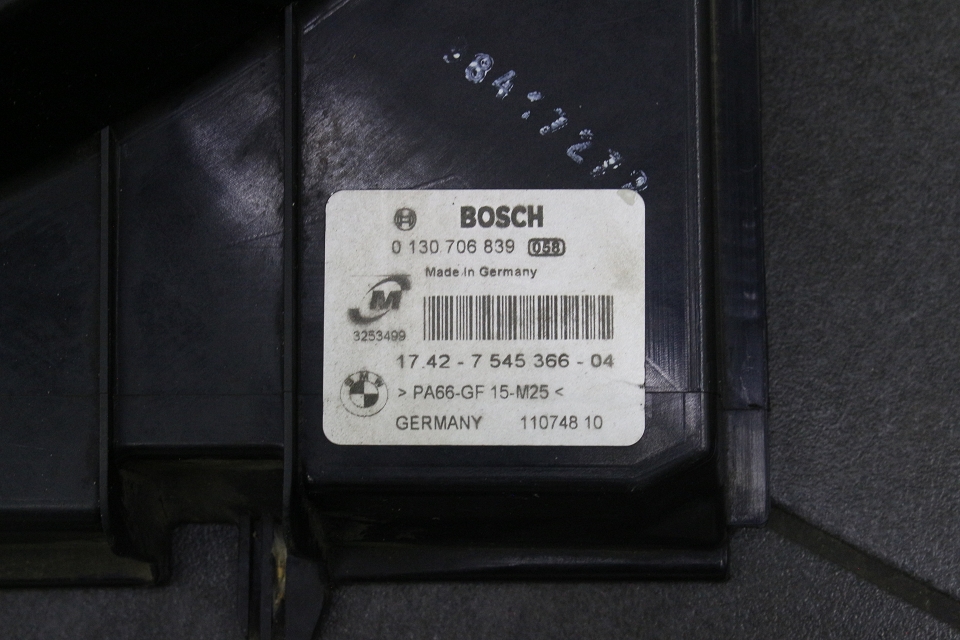 BOSCH
0 130 706 839 058
Made in Germany
M
3253499
17.42 - 7 545 366 - 04
BMW
> PA66-GF 15-M25 <
GERMANY 110748 10